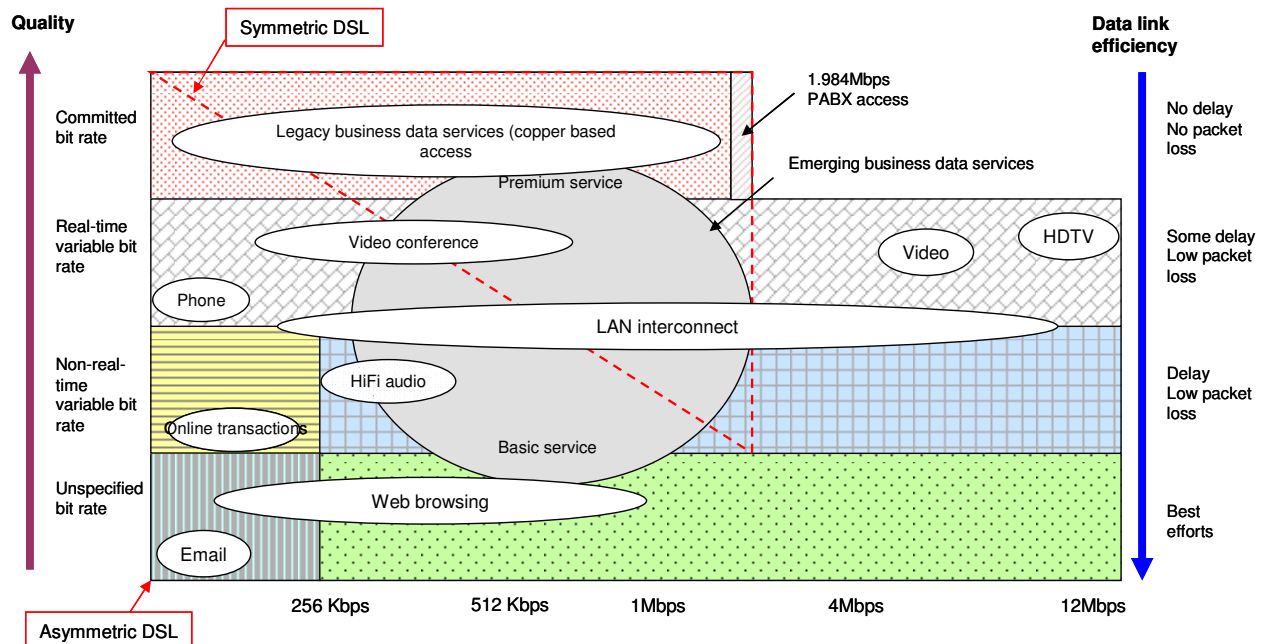 Quality
Symmetric DSL
Data link
efficiency
1.984Mbps
PABX access
Committed
bit rate
No delay
No packet
loss
Legacy business data services (copper based
access
Emerging business data services
Premium service
Real-time
variable bit
rate
Video conference
Video
HDTV
Some delay
Low packet
loss
Phone
LAN interconnect
Non-real-
time
variable bit
rate
HiFi audio
Delay
Low packet
loss
Online transactions
Basic service
Unspecified
bit rate
Web browsing
Best
efforts
Email
256 Kbps
512 Kbps
1Mbps
4Mbps
12Mbps
Asymmetric DSL